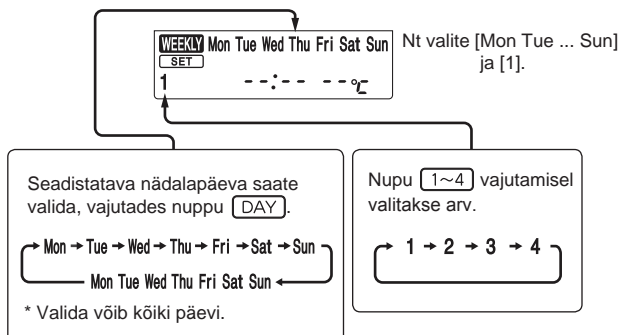 WEEKLY Mon Tue Wed Thu Fri Sat Sun
SET
1 --:-- --°C
Nt valite [Mon Tue ... Sun]
ja [1].
Seadistatava nädalapäeva saate
valida, vajutades nuppu DAY.
Mon → Tue → Wed → Thu → Fri → Sat → Sun
Mon Tue Wed Thu Fri Sat Sun ←
* Valida võib kõiki päevi.
Nupu 1~4 vajutamisel
valitakse arv.
→ 1 → 2 → 3 → 4